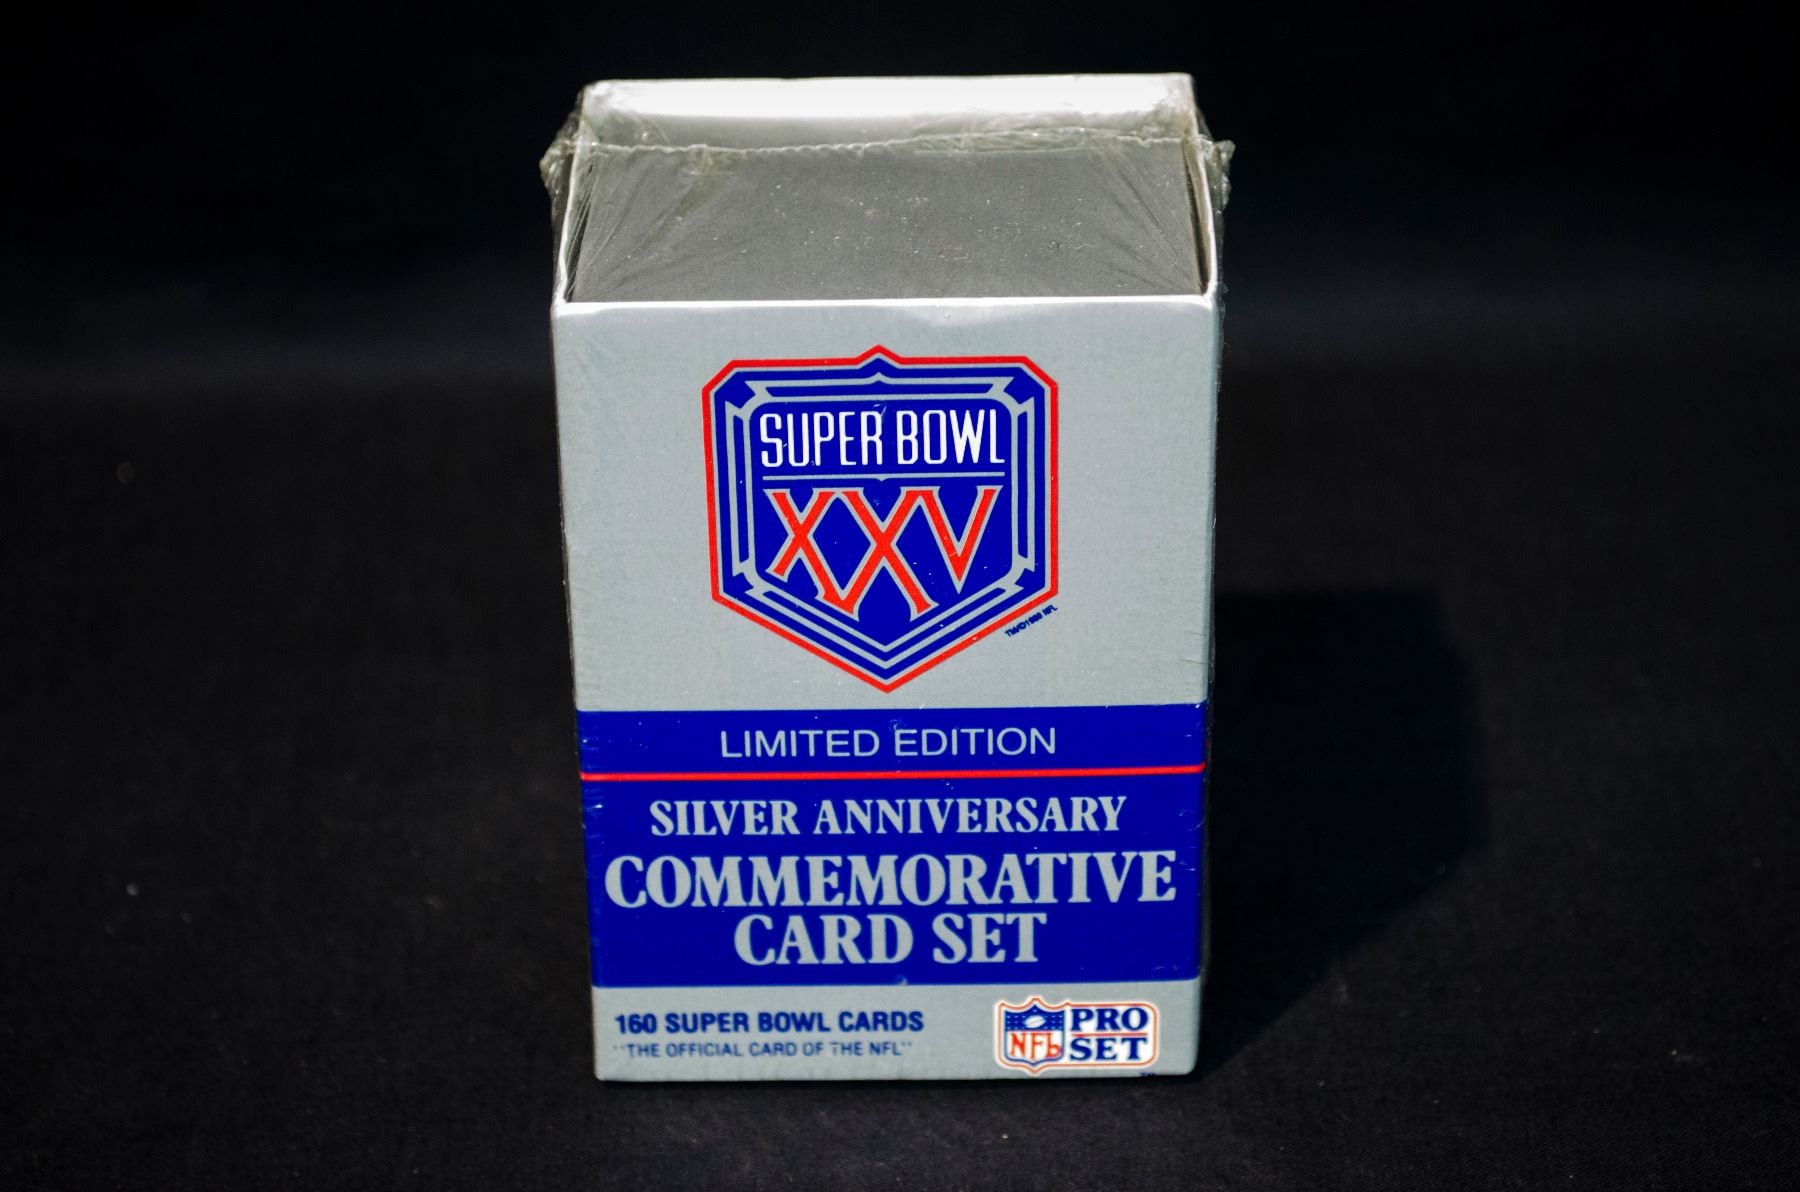 SUPER BOWL
XXV
LIMITED EDITION
SILVER ANNIVERSARY
COMMEMORATIVE
CARD SET
160 SUPER BOWL CARDS
"THE OFFICIAL CARD OF THE NFL"
NFL
PRO
SET